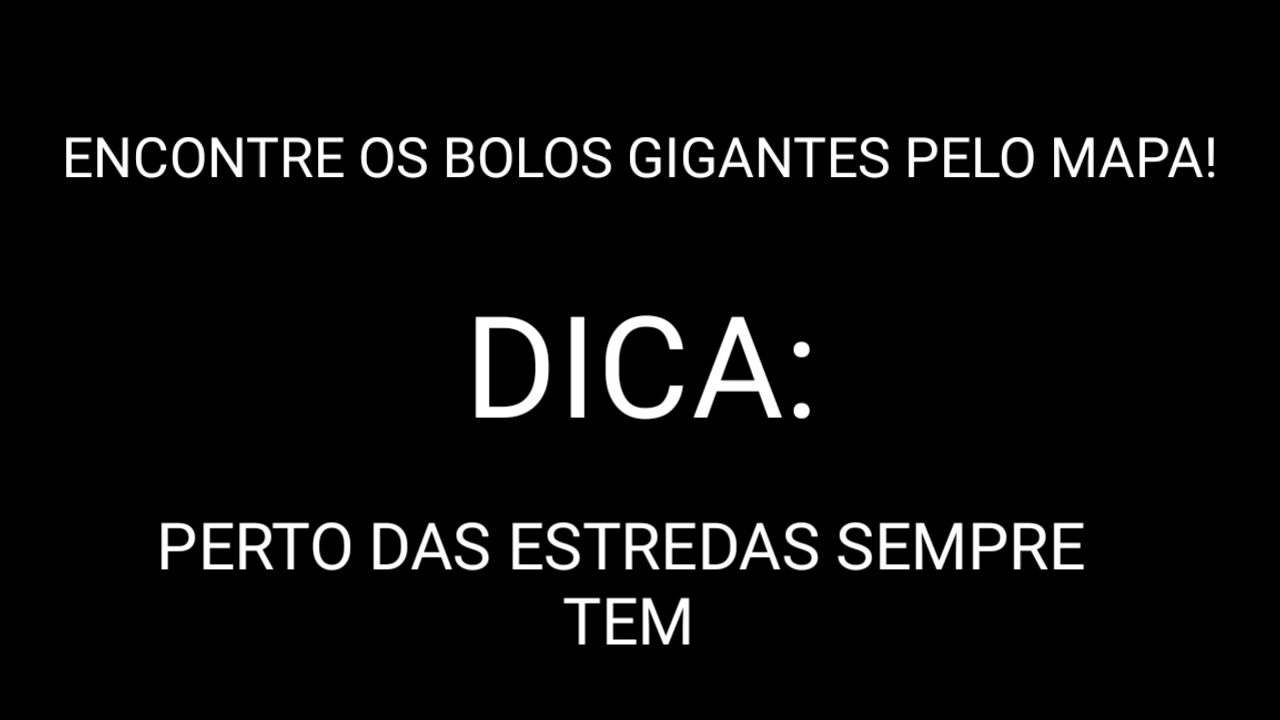 ENCONTRE OS BOLOS GIGANTES PELO MAPA!
DICA:
PERTO DAS ESTREDAS SEMPRE
TEM